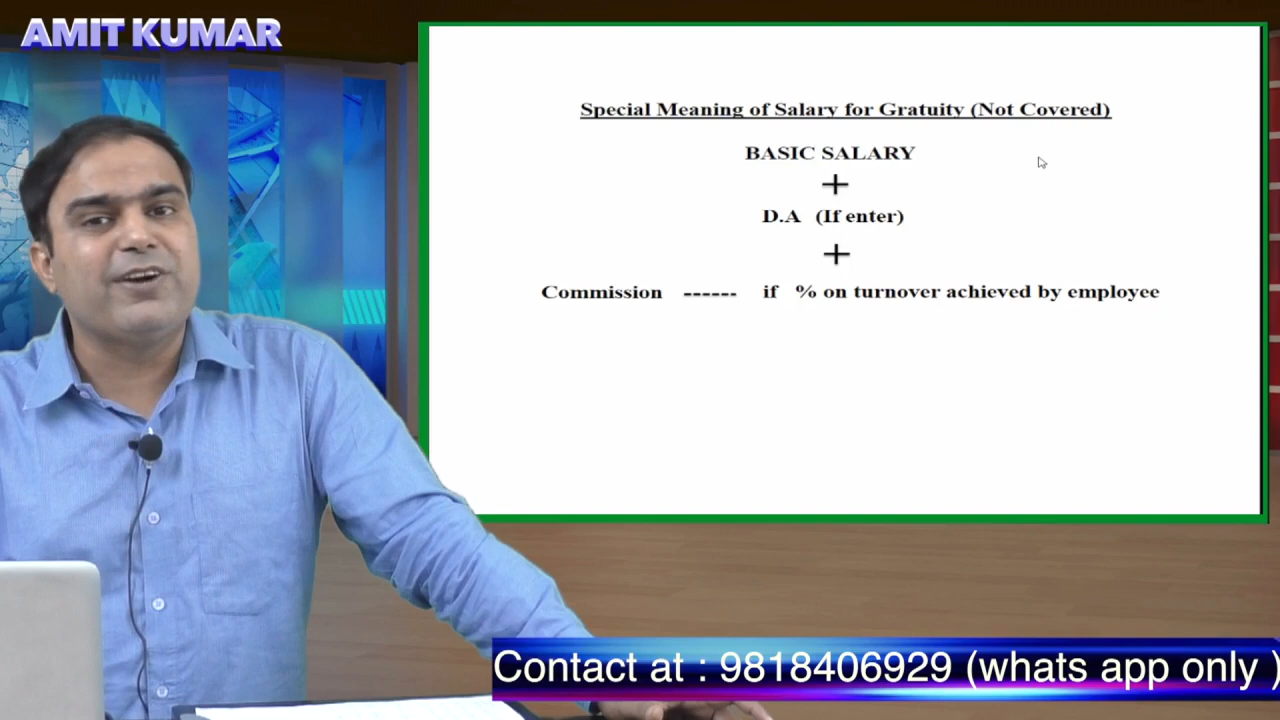 AMIT KUMAR
Special Meaning of Salary for Gratuity (Not Covered)
BASIC SALARY
+
D.A (If enter)
+
Commission ------ if % on turnover achieved by employee
Contact at : 9818406929 (whats app only )